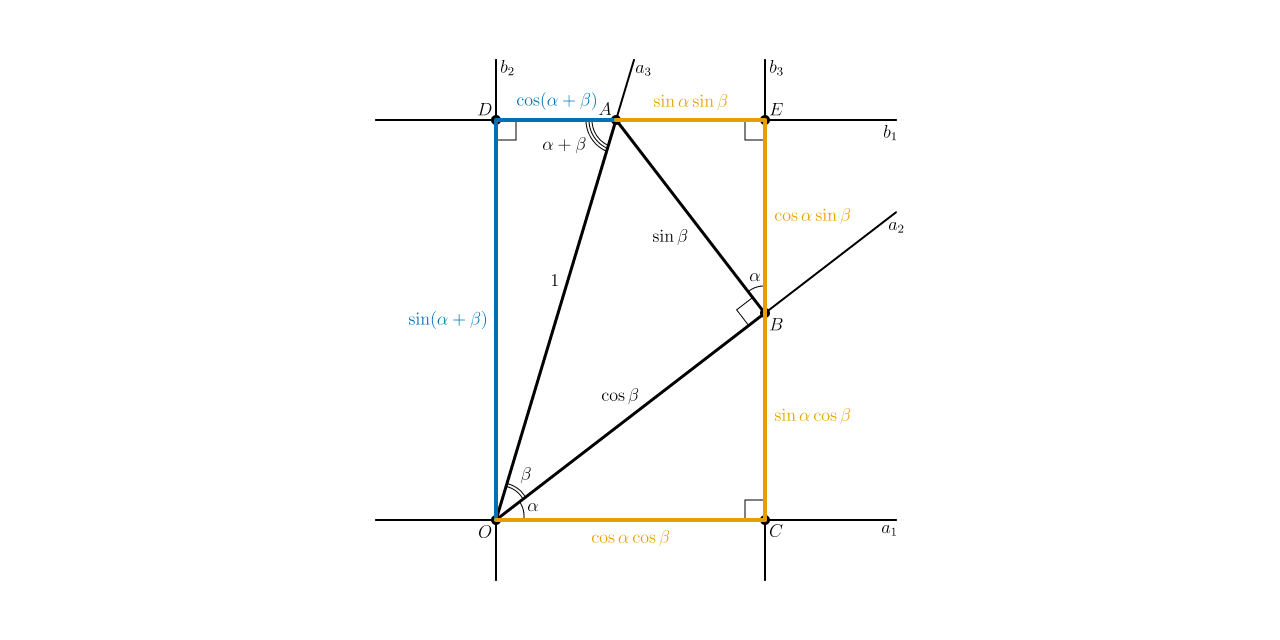 b₂
a₃
b₃
cos(α + β)
sin α sin β
D
A
E
b₁
α + β
cos α sin β
a₂
sin β
α
1
sin(α + β)
B
cos β
sin α cos β
β
α
O
C
a₁
cos α cos β